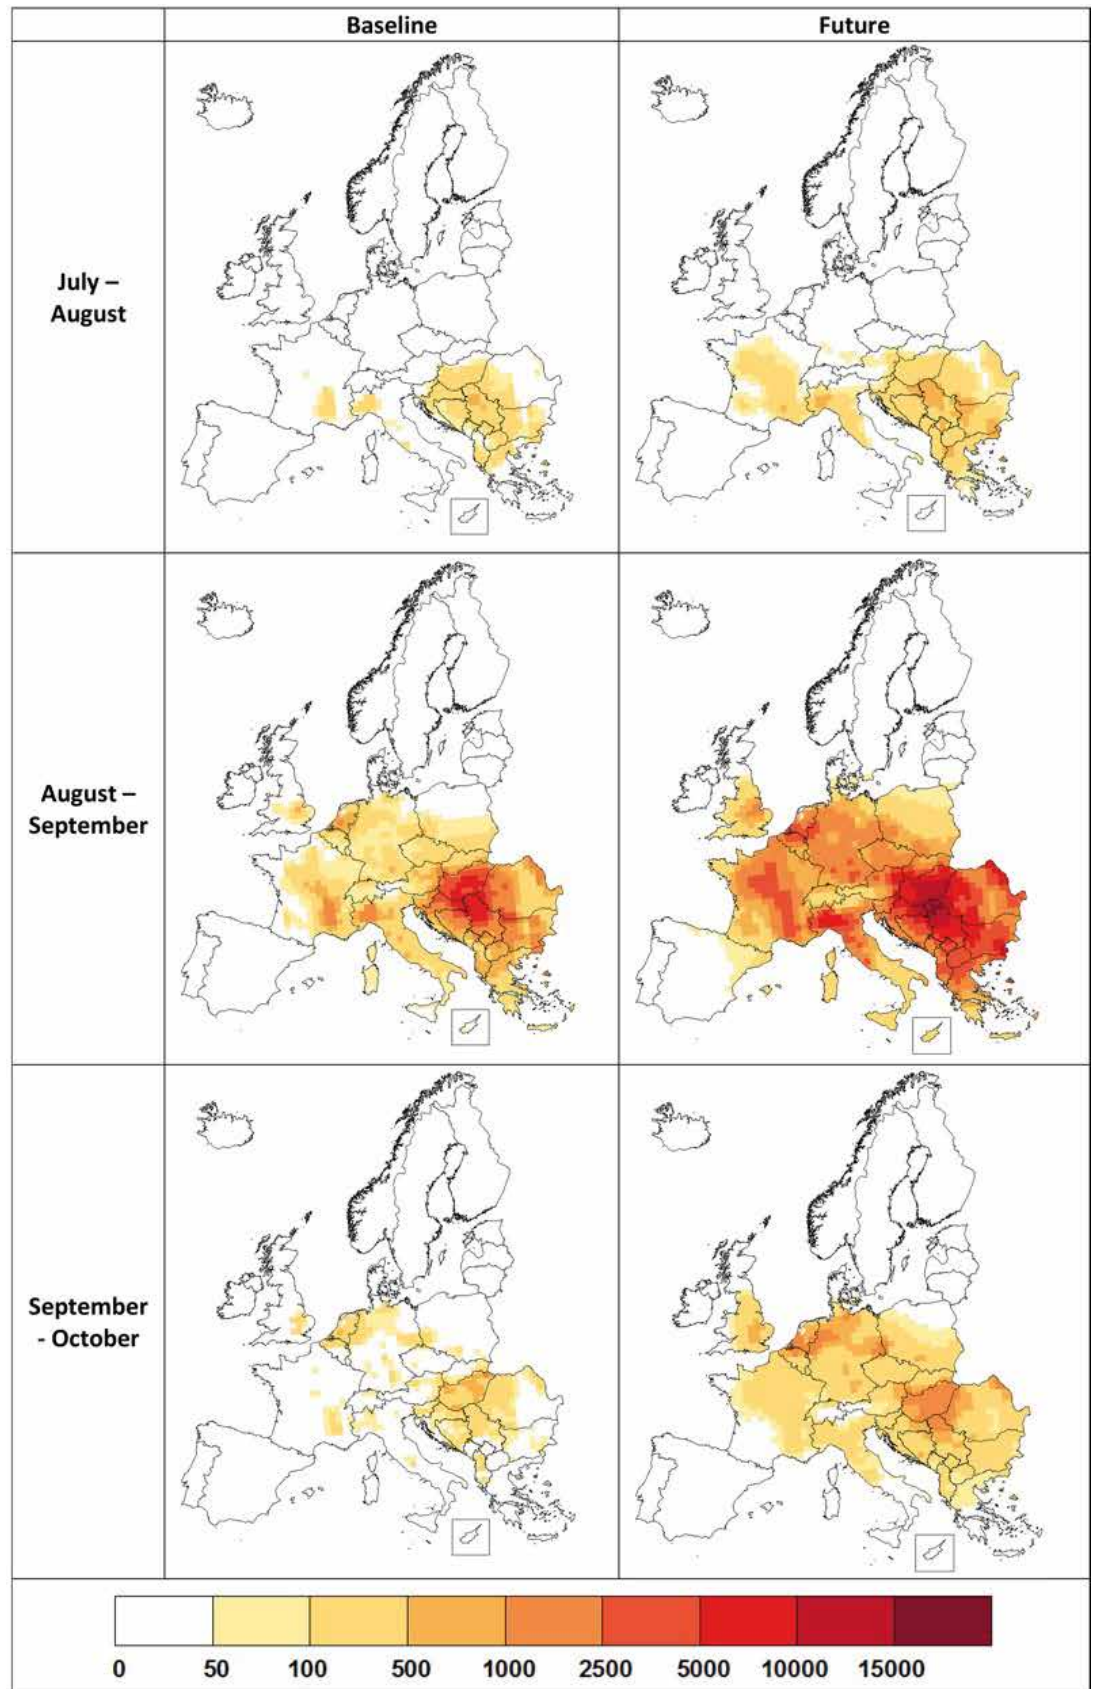 Baseline
Future
July –
August
August –
September
September
- October
0 50 100 500 1000 2500 5000 10000 15000